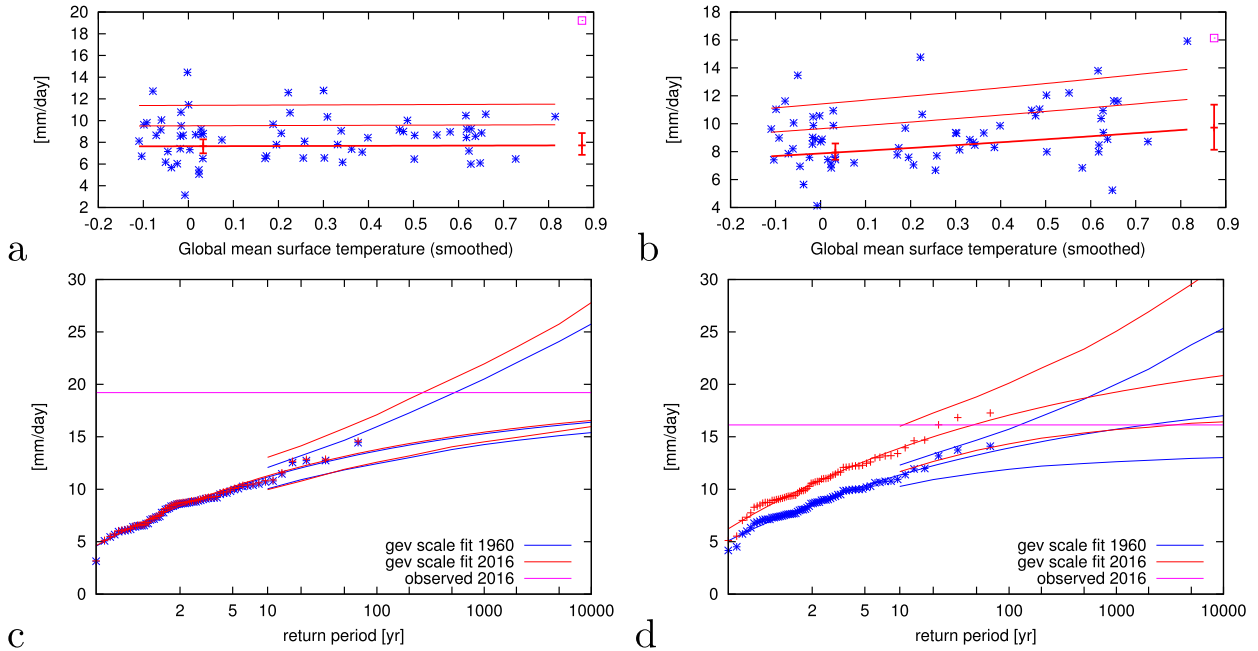 20
18
16
14
12
10
8
6
4
2
[mm/day]
-0.2 -0.1 0 0.1 0.2 0.3 0.4 0.5 0.6 0.7 0.8 0.9
Global mean surface temperature (smoothed)
a
18
16
14
12
10
8
6
4
[mm/day]
-0.2 -0.1 0 0.1 0.2 0.3 0.4 0.5 0.6 0.7 0.8 0.9
Global mean surface temperature (smoothed)
b
30
25
20
15
10
5
0
[mm/day]
gev scale fit 1960
gev scale fit 2016
observed 2016
2 5 10 100 1000 10000
return period [yr]
c
30
25
20
15
10
5
0
[mm/day]
gev scale fit 1960
gev scale fit 2016
observed 2016
2 5 10 100 1000 10000
return period [yr]
d